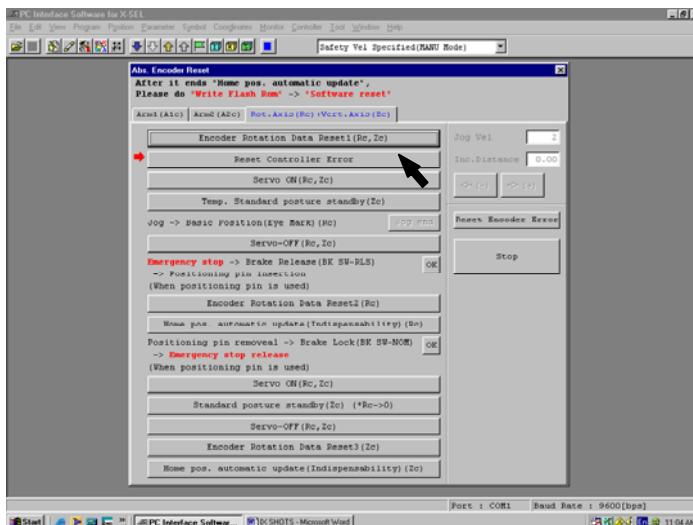 PC Interface Software for X-SEL
File Edit View Program Position Parameter Symbol Coordinates Monitor Controller Tool Window Help
Safety Vel Specified(MANU Mode)
Abs. Encoder Reset
After it ends "Home pos. automatic update",
Please do "Write Flash Rom" -> "Software reset"
Arm1(A1c) Arm2(A2c) Rot.Axis(Rc)+Vert.Axis(Zc)
Encoder Rotation Data Reset1(Rc,Zc)
Jog Vel 2
Reset Controller Error
Inc.Distance 0.00
Servo ON(Rc,Zc)
Temp. Standard posture standby(Zc)
Jog -> Basic Position(Eye Mark)(Rc) Jog end
Reset Encoder Error
Servo-OFF(Rc,Zc)
Stop
Emergency stop -> Brake Release(BK SW-RLS) OK
-> Positioning pin insertion
(When positioning pin is used)
Encoder Rotation Data Reset2(Rc)
Home pos. automatic update(Indispensability)(Rc)
Positioning pin removeal -> Brake Lock(BK SW-NOM) OK
-> Emergency stop release
(When positioning pin is used)
Servo ON(Rc,Zc)
Standard posture standby(Zc) (*Rc->0)
Servo-OFF(Rc,Zc)
Encoder Rotation Data Reset3(Zc)
Home pos. automatic update(Indispensability)(Zc)
Port : COM1 Baud Rate : 9600[bps]
Start PC Interface Softwar... IX SHOTS - Microsoft Word 11:04 AM